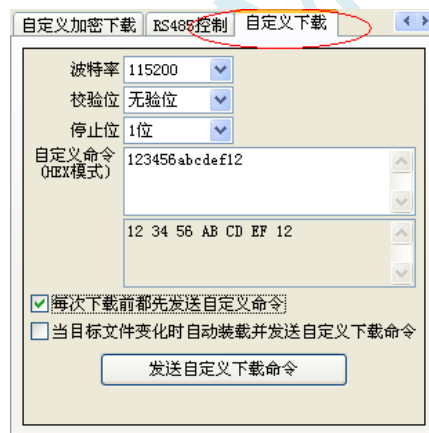 自定义加密下载 RS485控制 自定义下载
波特率 115200
校验位 无验位
停止位 1位
自定义命令 123456abcdef12
(HEX模式)
12 34 56 AB CD EF 12
每次下载前都先发送自定义命令
当目标文件变化时自动装载并发送自定义下载命令
发送自定义下载命令